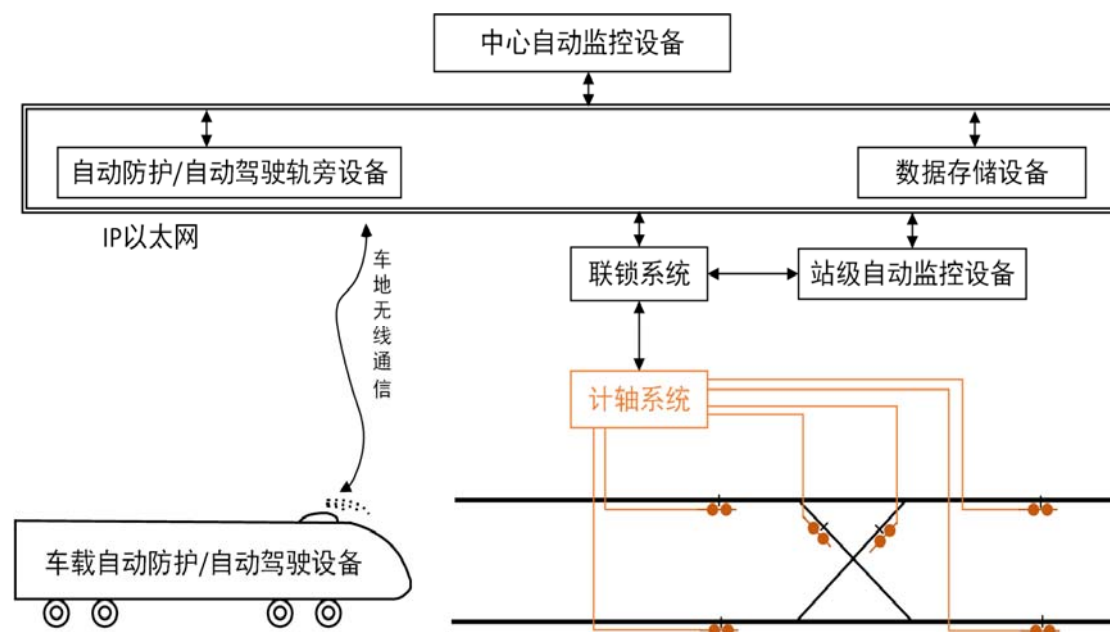 中心自动监控设备
自动防护/自动驾驶轨旁设备
数据存储设备
IP以太网
车地无线通信
联锁系统
站级自动监控设备
计轴系统
车载自动防护/自动驾驶设备